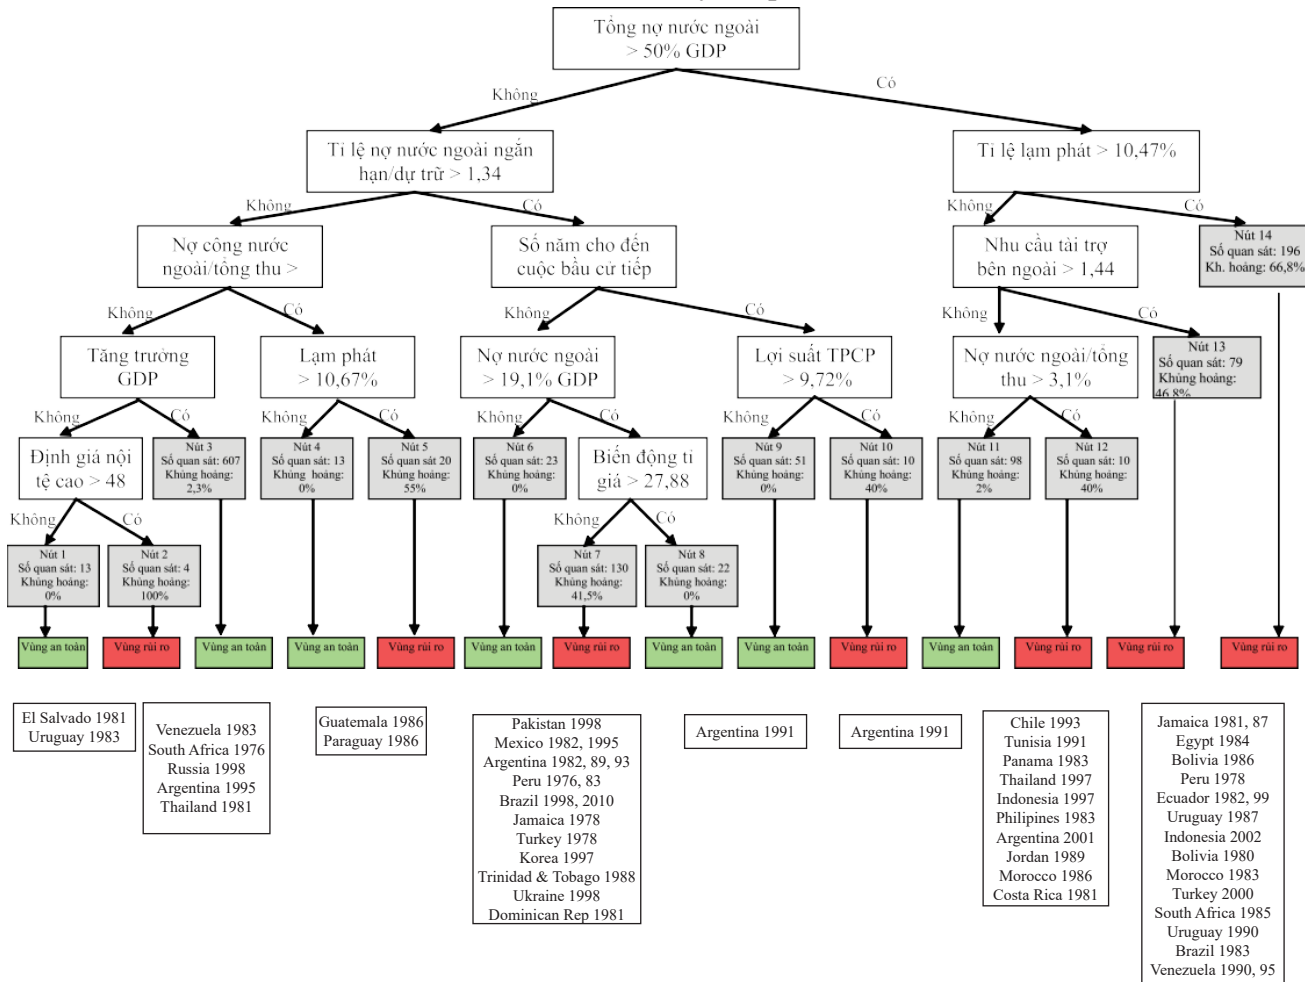 Tổng nợ nước ngoài
> 50% GDP
Không
Có
Tỉ lệ nợ nước ngoài ngắn
hạn/dự trữ > 1,34
Tỉ lệ lạm phát > 10,47%
Không
Có
Không
Có
Nợ công nước
ngoài/tổng thu >
Số năm cho đến
cuộc bầu cử tiếp
Nhu cầu tài trợ
bên ngoài > 1,44
Nút 14
Số quan sát: 196
Kh. hoảng: 66,8%
Không
Có
Không
Có
Không
Có
Tăng trưởng
GDP
Lạm phát
> 10,67%
Nợ nước ngoài
> 19,1% GDP
Lợi suất TPCP
> 9,72%
Nợ nước ngoài/tổng
thu > 3,1%
Nút 13
Số quan sát: 79
Khủng hoảng:
46,8%
Không
Có
Không
Có
Không
Có
Không
Có
Không
Có
Định giá nội
tệ cao > 48
Nút 3
Số quan sát: 607
Khủng hoảng:
2,3%
Nút 4
Số quan sát: 13
Khủng hoảng:
0%
Nút 5
Số quan sát 20
Khủng hoảng:
55%
Nút 6
Số quan sát: 23
Khủng hoảng:
0%
Biến động tỉ
giá > 27,88
Nút 9
Số quan sát: 51
Khủng hoảng:
0%
Nút 10
Số quan sát: 10
Khủng hoảng:
40%
Nút 11
Số quan sát: 98
Khủng hoảng:
2%
Nút 12
Số quan sát: 10
Khủng hoảng:
40%
Không
Có
Không
Có
Nút 1
Số quan sát: 13
Khủng hoảng:
0%
Nút 2
Số quan sát: 4
Khủng hoảng:
100%
Nút 7
Số quan sát: 130
Khủng hoảng:
41,5%
Nút 8
Số quan sát: 22
Khủng hoảng:
0%
Vùng an toàn
Vùng rủi ro
Vùng an toàn
Vùng an toàn
Vùng rủi ro
Vùng an toàn
Vùng rủi ro
Vùng an toàn
Vùng an toàn
Vùng rủi ro
Vùng an toàn
Vùng rủi ro
Vùng rủi ro
Vùng rủi ro
El Salvado 1981
Uruguay 1983
Venezuela 1983
South Africa 1976
Russia 1998
Argentina 1995
Thailand 1981
Guatemala 1986
Paraguay 1986
Pakistan 1998
Mexico 1982, 1995
Argentina 1982, 89, 93
Peru 1976, 83
Brazil 1998, 2010
Jamaica 1978
Turkey 1978
Korea 1997
Trinidad & Tobago 1988
Ukraine 1998
Dominican Rep 1981
Argentina 1991
Argentina 1991
Chile 1993
Tunisia 1991
Panama 1983
Thailand 1997
Indonesia 1997
Philipines 1983
Argentina 2001
Jordan 1989
Morocco 1986
Costa Rica 1981
Jamaica 1981, 87
Egypt 1984
Bolivia 1986
Peru 1978
Ecuador 1982, 99
Uruguay 1987
Indonesia 2002
Bolivia 1980
Morocco 1983
Turkey 2000
South Africa 1985
Uruguay 1990
Brazil 1983
Venezuela 1990, 95